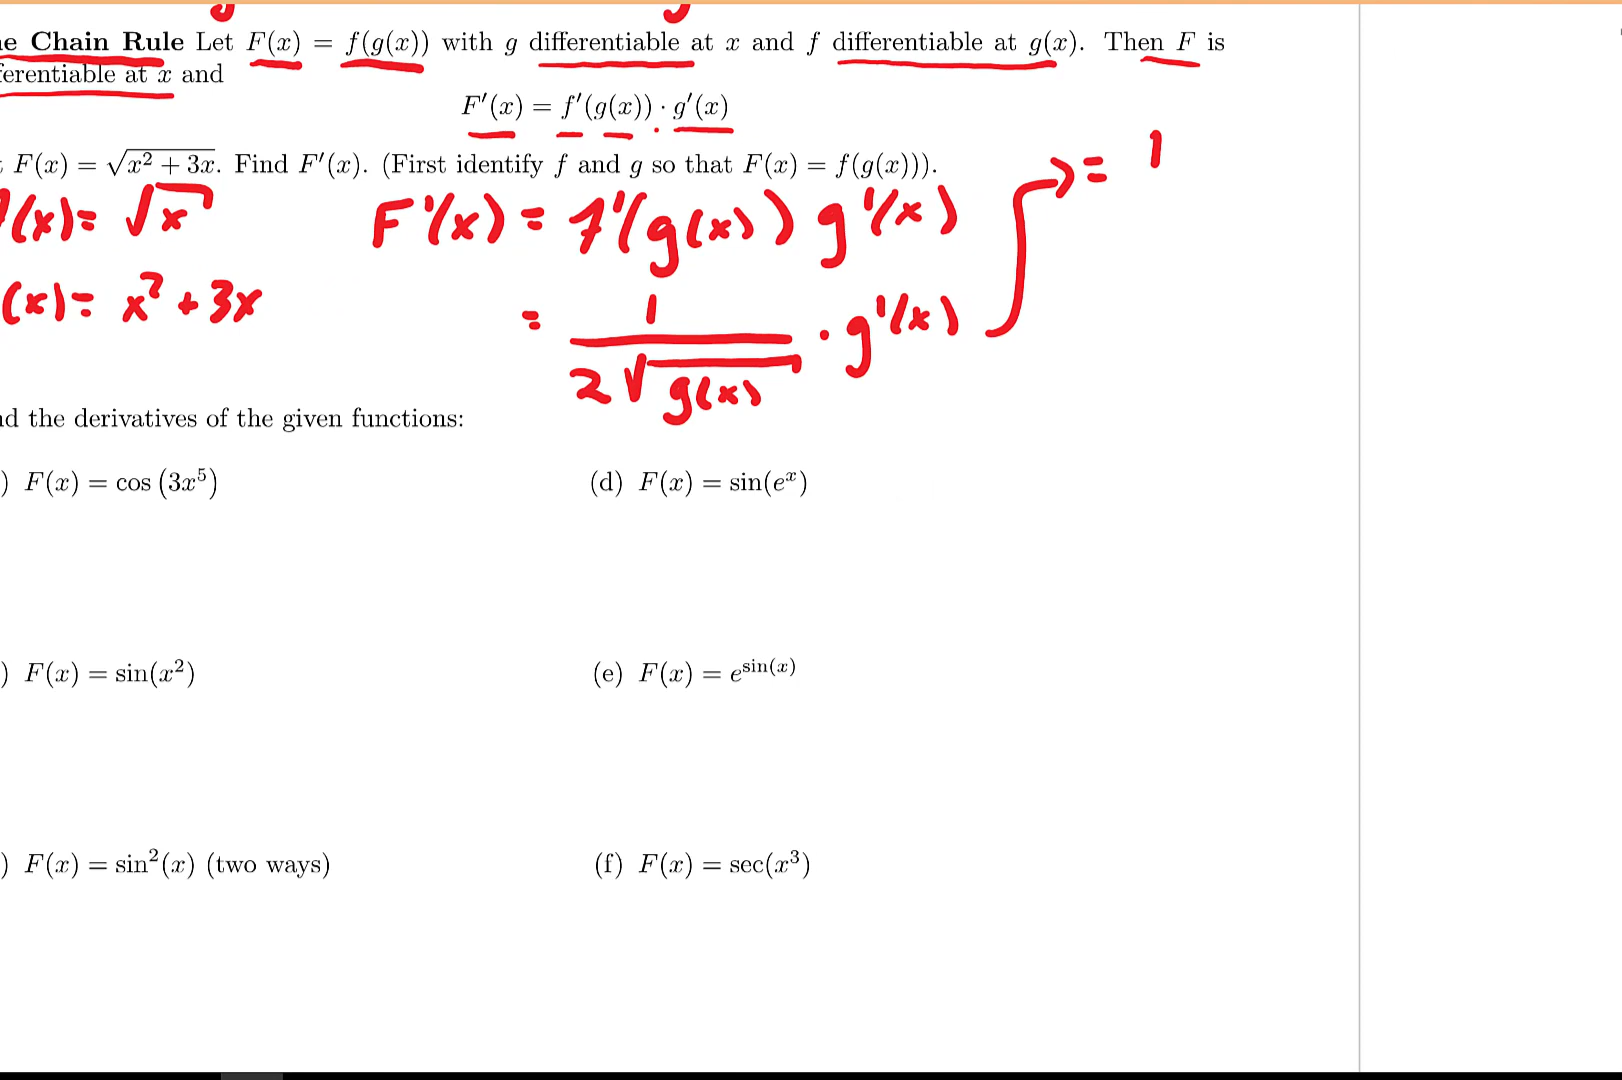 e Chain Rule Let F(x) = f(g(x)) with g differentiable at x and f differentiable at g(x). Then F is
ferentiable at x and
F′(x) = f′(g(x)) · g′(x)
F(x) = √(x² + 3x). Find F′(x). (First identify f and g so that F(x) = f(g(x))).
(x) = √x
F'(x) = f'(g(x)) g'(x)
= 1
(x) = x² + 3x
= 1/(2√g(x)) · g'(x)
nd the derivatives of the given functions:
) F(x) = cos (3x⁵)
(d) F(x) = sin(eˣ)
) F(x) = sin(x²)
(e) F(x) = e^sin(x)
) F(x) = sin²(x) (two ways)
(f) F(x) = sec(x³)